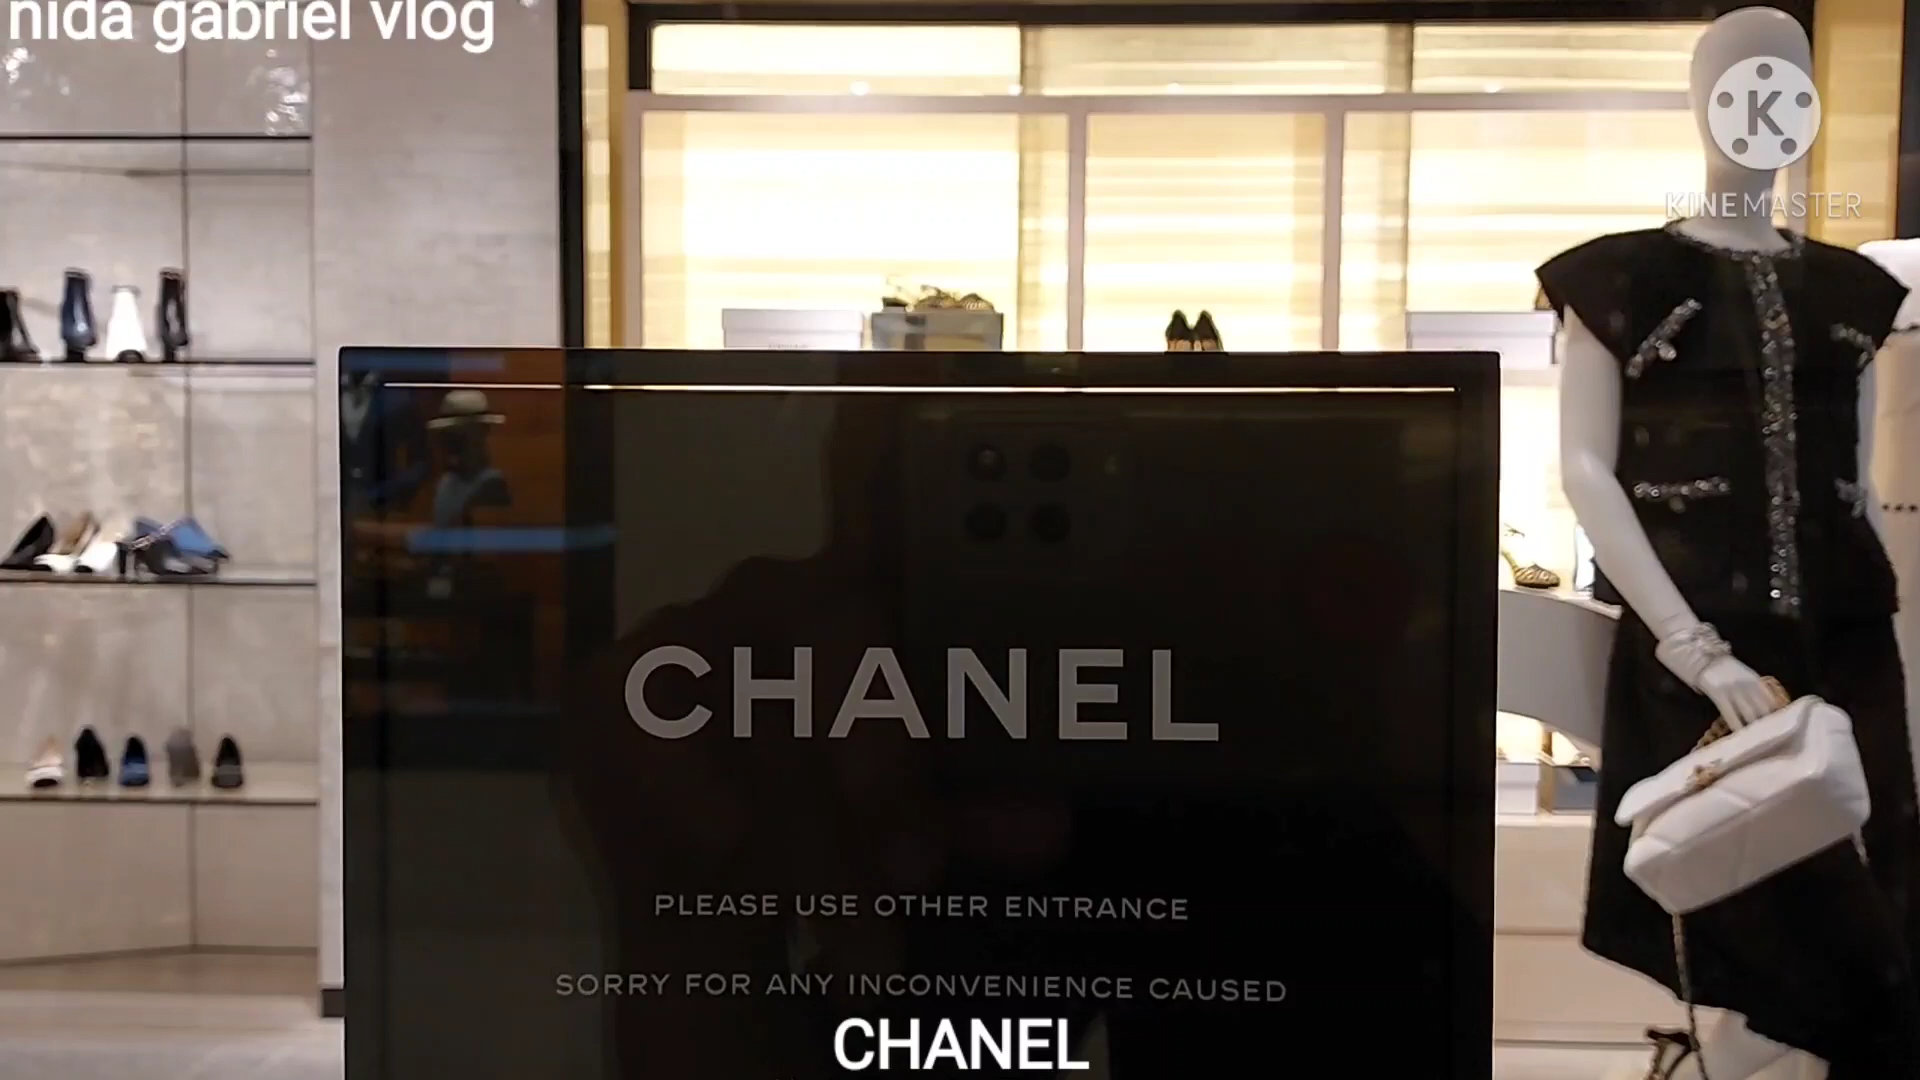 nida gabriel vlog
K
KINEMASTER
CHANEL
PLEASE USE OTHER ENTRANCE
SORRY FOR ANY INCONVENIENCE CAUSED
CHANEL